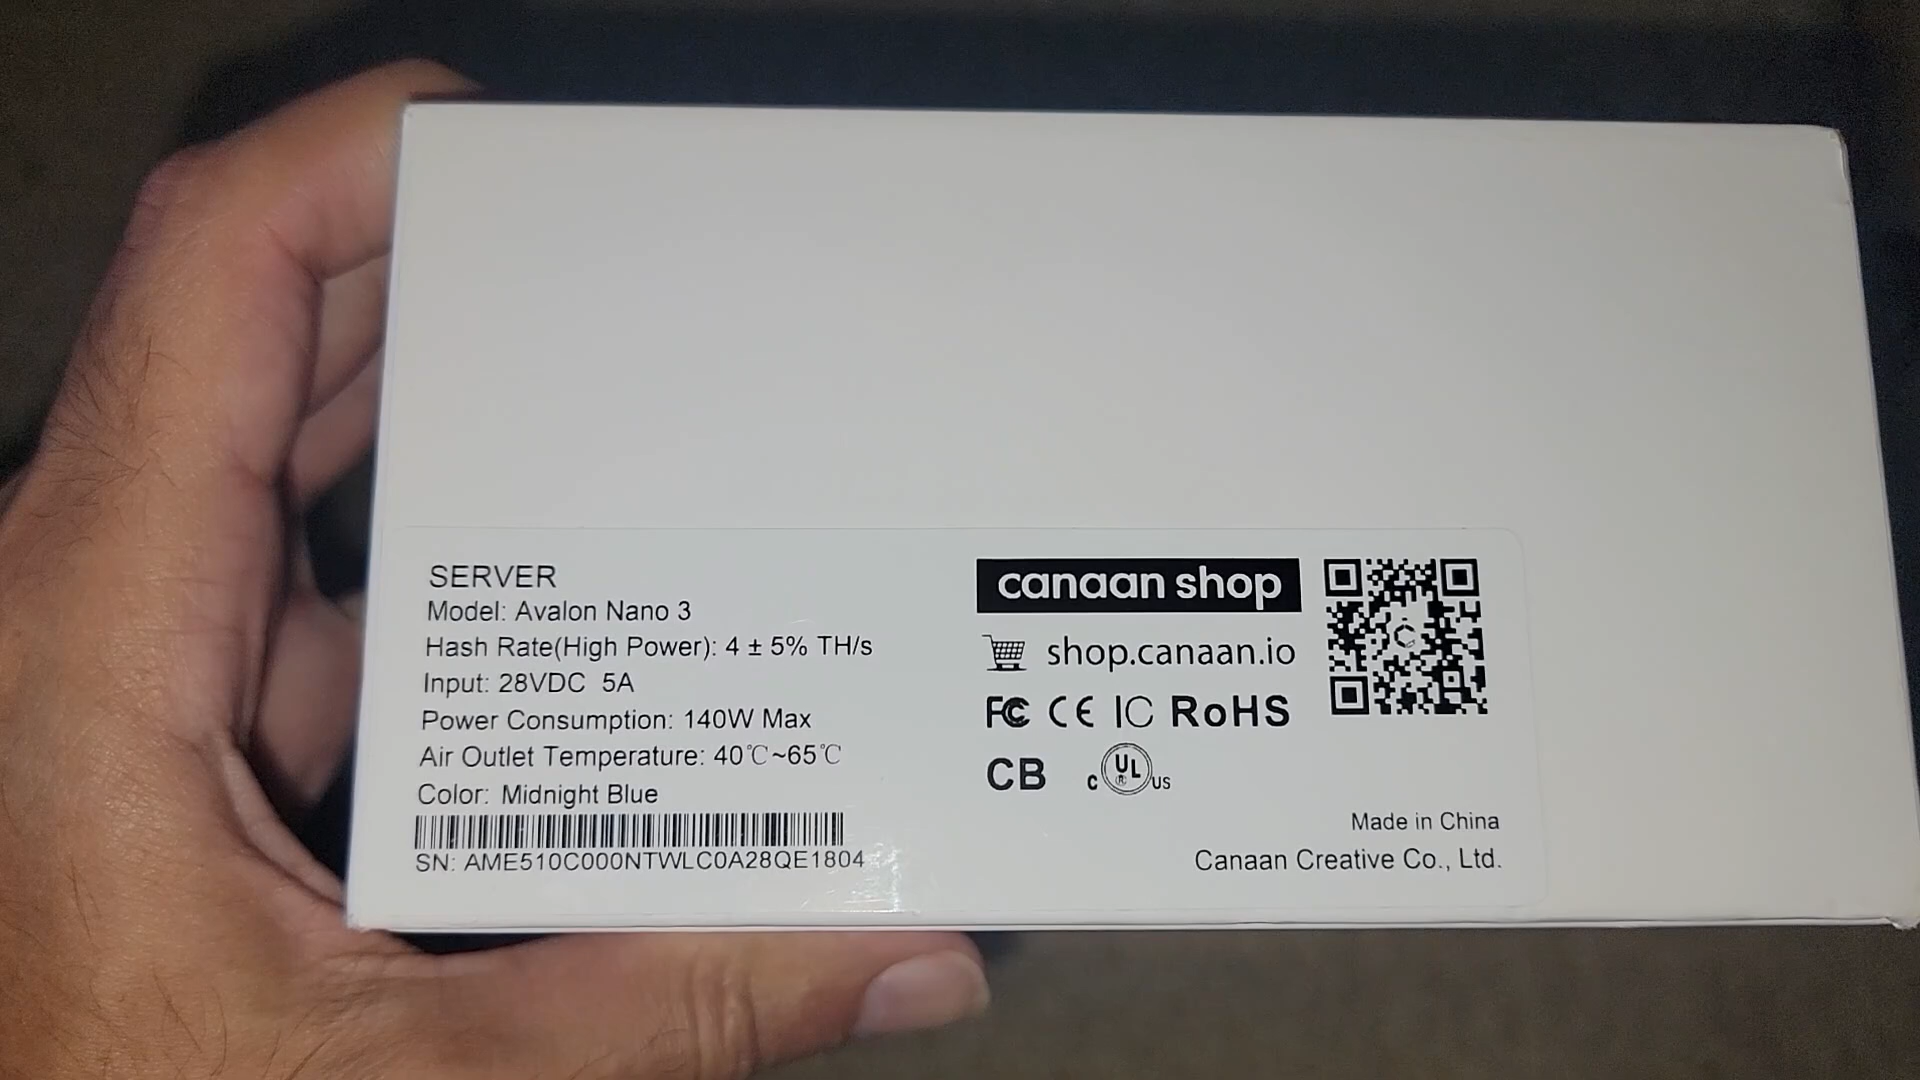 SERVER
Model: Avalon Nano 3
Hash Rate(High Power): 4 ± 5% TH/s
Input: 28VDC 5A
Power Consumption: 140W Max
Air Outlet Temperature: 40℃~65℃
Color: Midnight Blue
SN: AME510C000NTWLC0A28QE1804
canaan shop
shop.canaan.io
FC CE IC RoHS
CB c UL ® US
Made in China
Canaan Creative Co., Ltd.